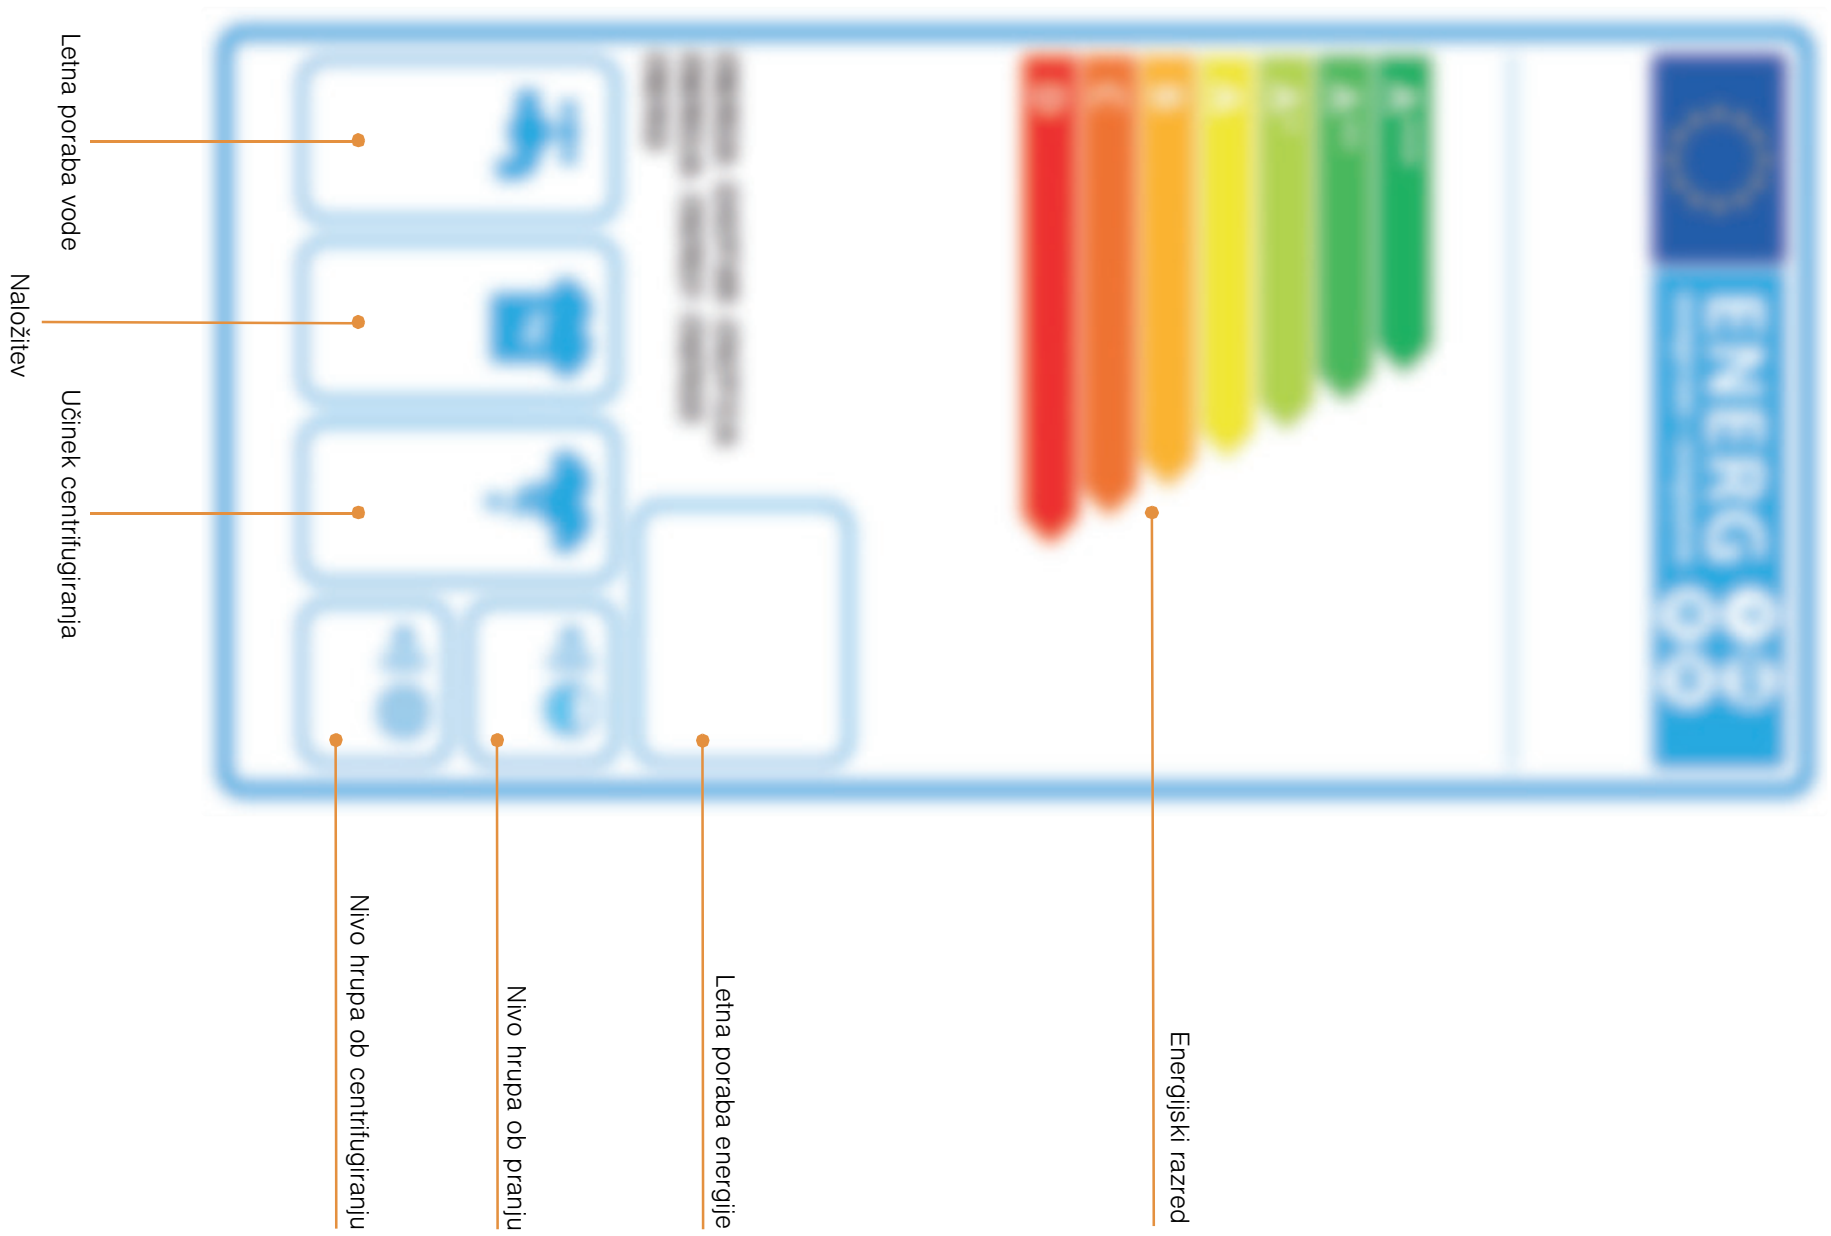 ENERG
A
B
C
D
Energijski razred
Letna poraba energije
Nivo hrupa ob pranju
Nivo hrupa ob centrifugiranju
Letna poraba vode
Naložitev
Učinek centrifugiranja